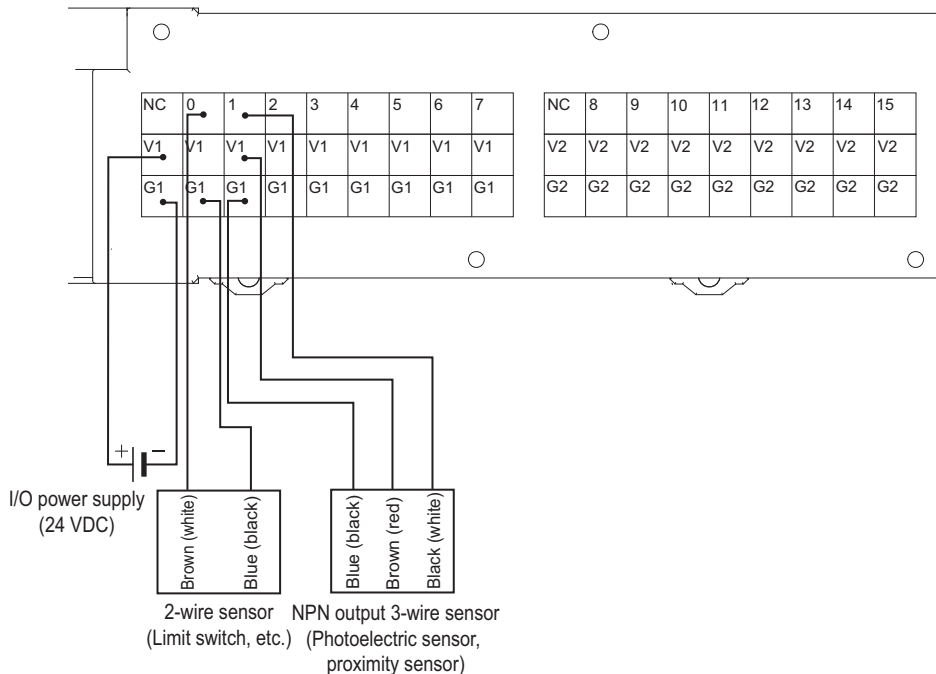 NC 0 1 2 3 4 5 6 7 NC 8 9 10 11 12 13 14 15
V1 V1 V1 V1 V1 V1 V1 V1 V1 V2 V2 V2 V2 V2 V2 V2 V2 V2
G1 G1 G1 G1 G1 G1 G1 G1 G1 G2 G2 G2 G2 G2 G2 G2 G2 G2
+ −
I/O power supply
(24 VDC)
Brown (white)
Blue (black)
Blue (black)
Brown (red)
Black (white)
2-wire sensor
(Limit switch, etc.)
NPN output 3-wire sensor
(Photoelectric sensor,
proximity sensor)